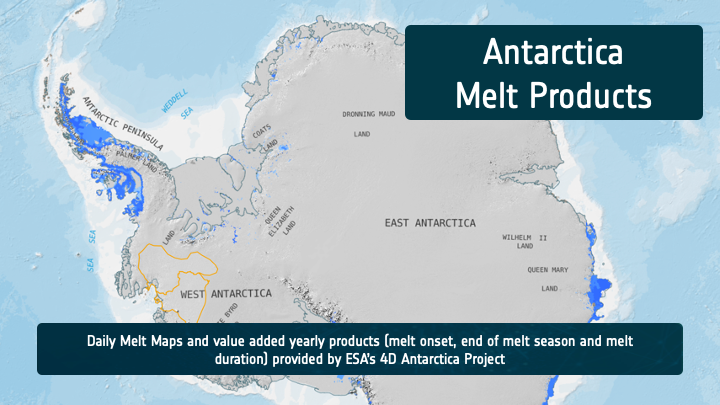 Antarctica
Melt Products
WEDDELL
SEA
ANTARCTIC PENINSULA
PALMER LAND
DRONNING MAUD
LAND
COATS
LAND
QUEEN
ELIZABETH
LAND
EAST ANTARCTICA
WILHELM II
LAND
QUEEN MARY
LAND
SEA
SEA
LAND
WEST ANTARCTICA
BYRD
Daily Melt Maps and value added yearly products (melt onset, end of melt season and melt
duration) provided by ESA's 4D Antarctica Project